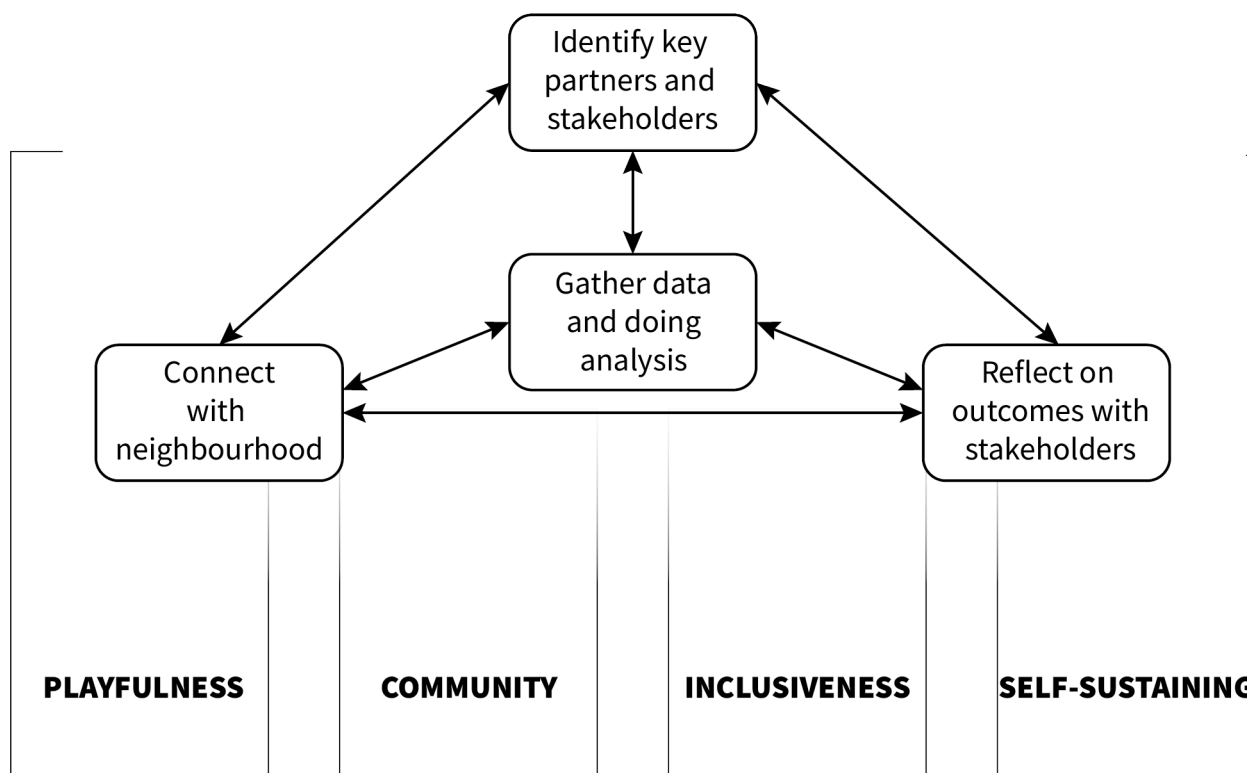 Identify key
partners and
stakeholders
Gather data
and doing
analysis
Connect
with
neighbourhood
Reflect on
outcomes with
stakeholders
PLAYFULNESS
COMMUNITY
INCLUSIVENESS
SELF-SUSTAINING